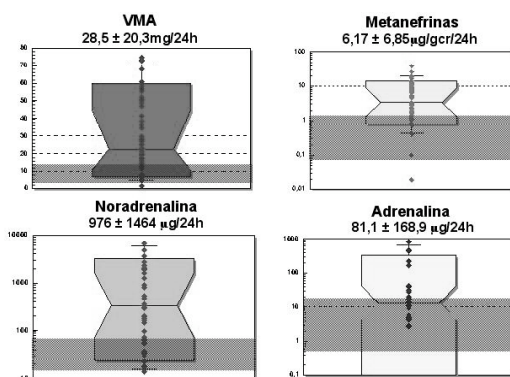 VMA
28,5 ± 20,3mg/24h
80
70
60
50
40
30
20
10
0
Metanefrinas
6,17 ± 6,85µg/gcr/24h
100
10
1
0,1
0,01
Noradrenalina
976 ± 1464 µg/24h
10000
1000
100
10
Adrenalina
81,1 ± 168,9 µg/24h
1000
100
10
1
0,1